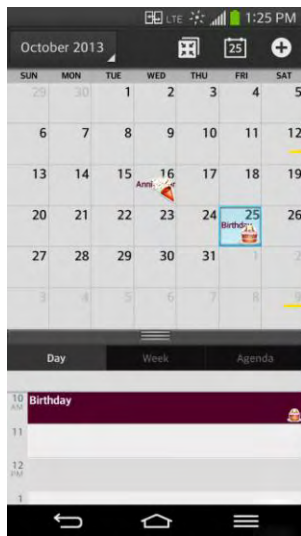 LTE 1:25 PM
October 2013 25
SUN MON TUE WED THU FRI SAT
29 30 1 2 3 4 5
6 7 8 9 10 11 12
13 14 15 16 17 18 19
20 21 22 23 24 25 26
Birthd
27 28 29 30 31 1 2
3 4 5 6 7 8 9
Day Week Agenda
10 AM Birthday
11
12 PM
1